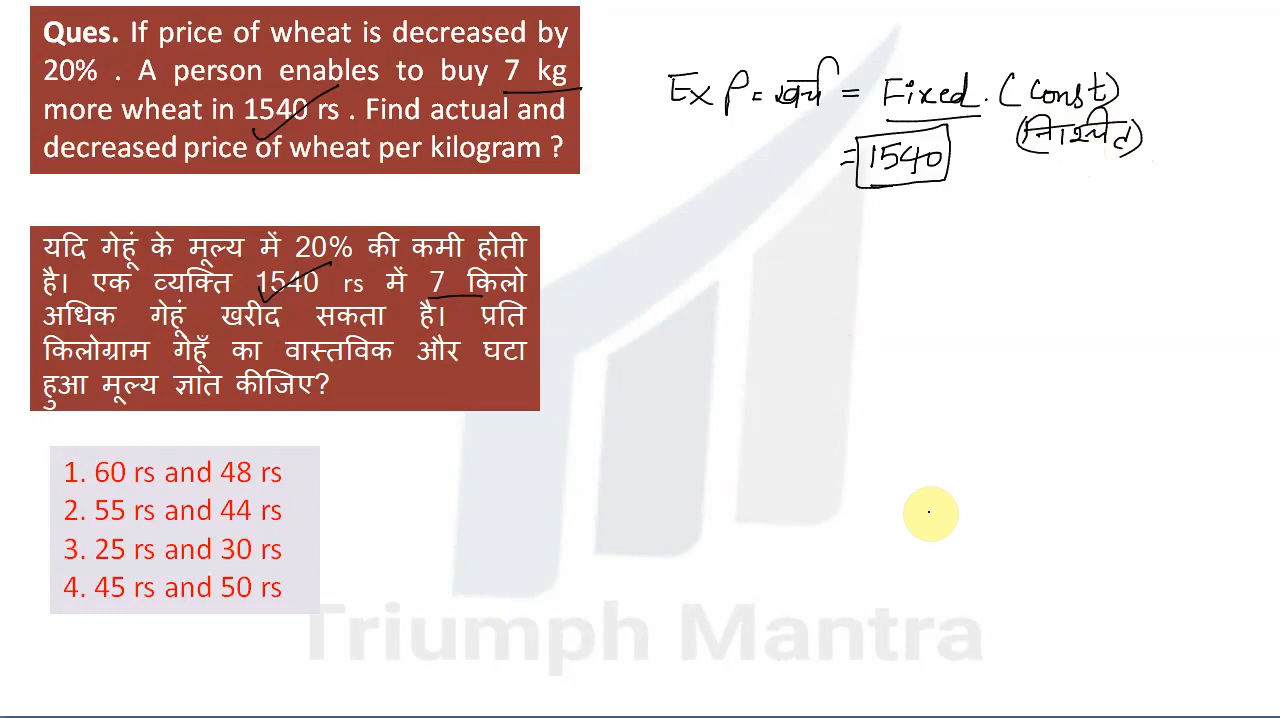 Ques. If price of wheat is decreased by
20% . A person enables to buy 7 kg
more wheat in 1540 rs . Find actual and
decreased price of wheat per kilogram ?
Exp = खर्च = Fixed. (Const)
(निश्चीत)
= 1540
यदि गेहूं के मूल्य में 20% की कमी होती
है। एक व्यक्ति 1540 rs में 7 किलो
अधिक गेहूं खरीद सकता है। प्रति
किलोग्राम गेहूँ का वास्तविक और घटा
हुआ मूल्य ज्ञात कीजिए?
1. 60 rs and 48 rs
2. 55 rs and 44 rs
3. 25 rs and 30 rs
4. 45 rs and 50 rs
Triumph Mantra